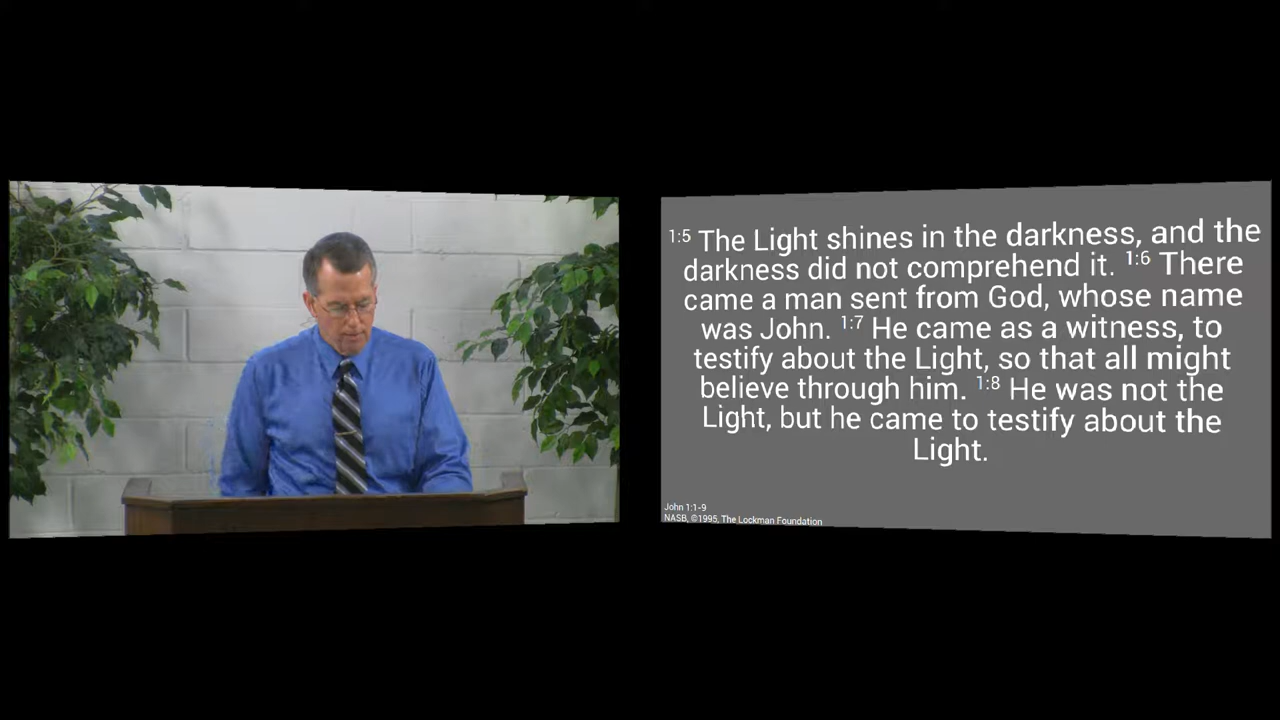 1:5 The Light shines in the darkness, and the
darkness did not comprehend it. 1:6 There
came a man sent from God, whose name
was John. 1:7 He came as a witness, to
testify about the Light, so that all might
believe through him. 1:8 He was not the
Light, but he came to testify about the
Light.
John 1:1-9
NASB, ©1995, The Lockman Foundation